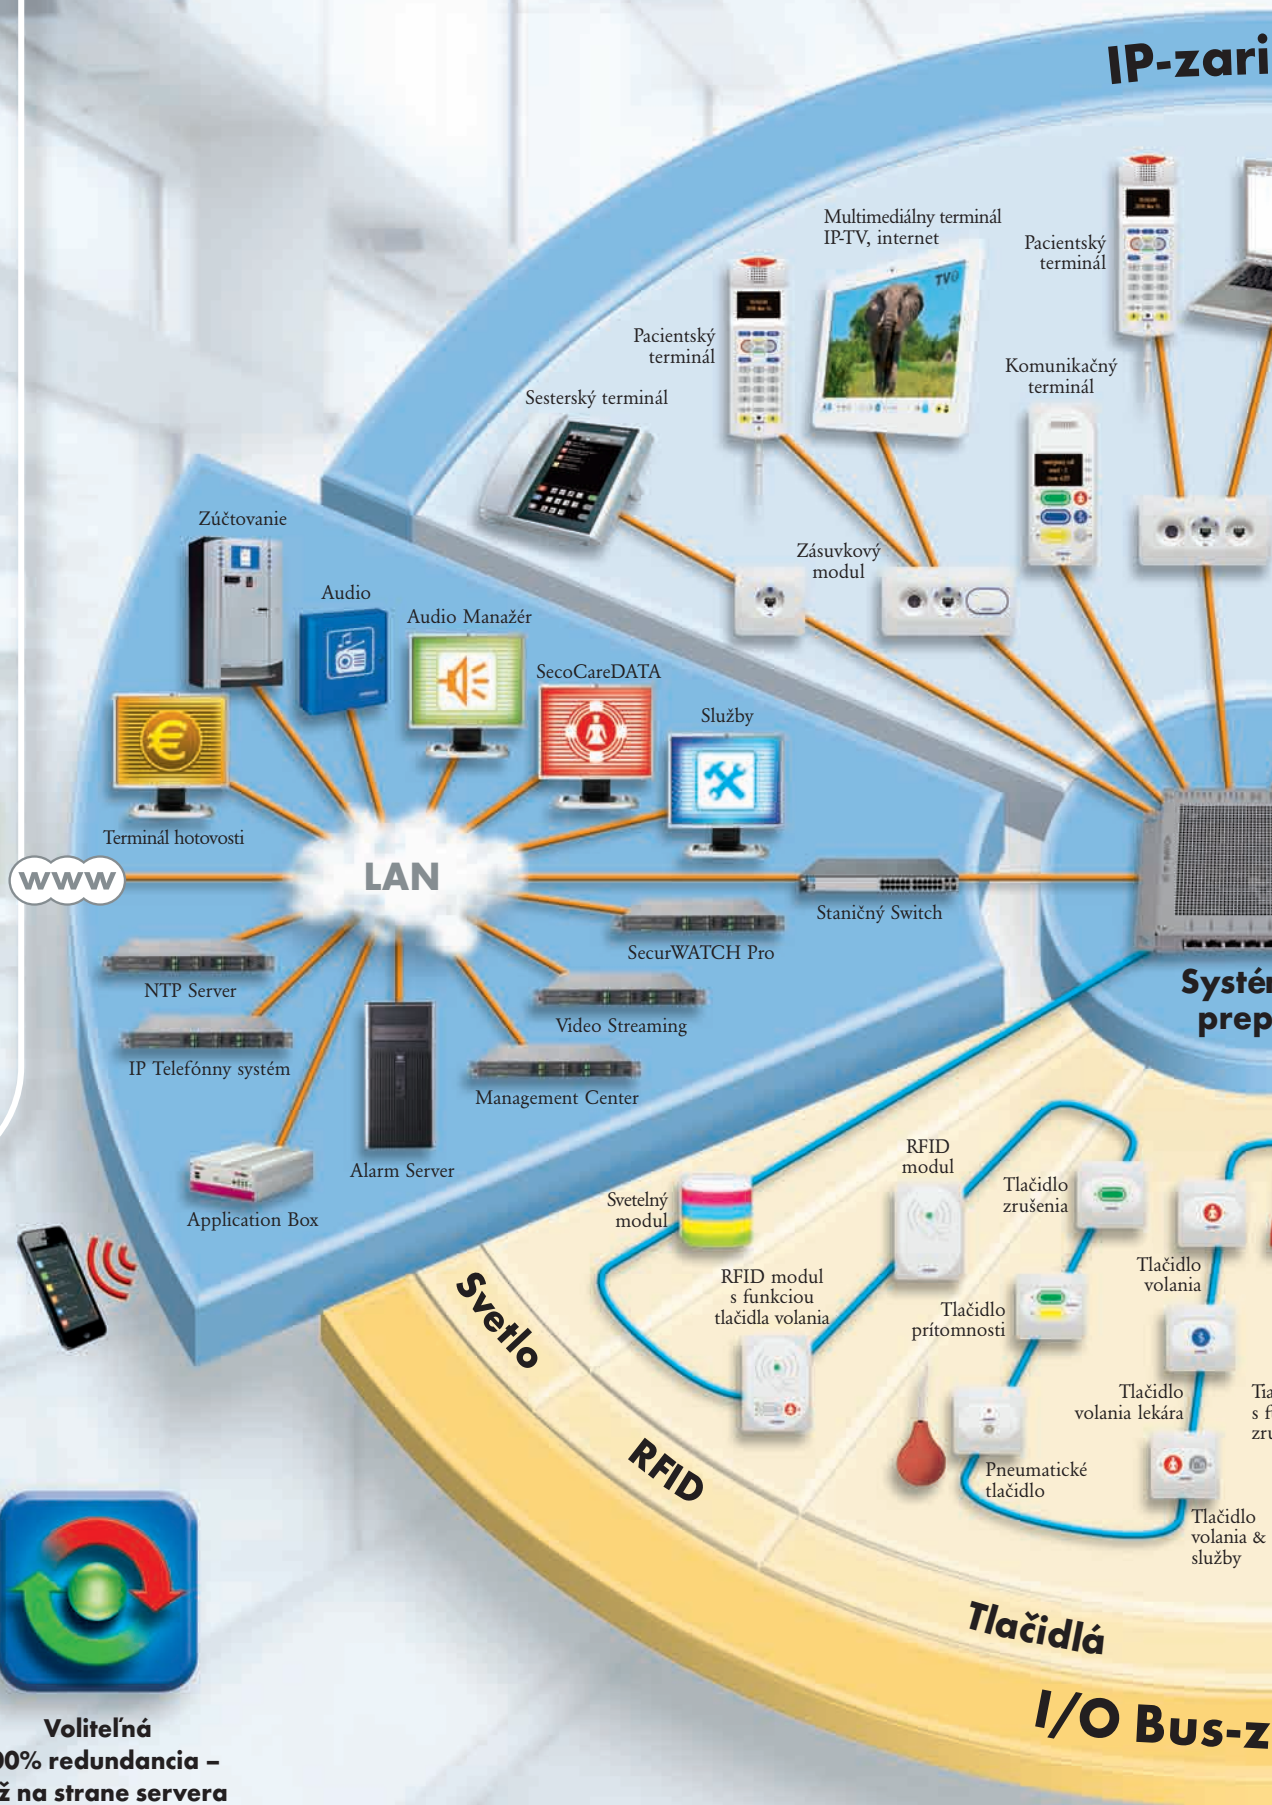 IP-zari
Multimediálny terminál
IP-TV, internet
TV
Pacientský
terminál
Pacientský
terminál
Komunikačný
terminál
Sesterský terminál
Zásuvkový
modul
Zúčtovanie
Audio
Audio Manažér
SecoCareDATA
Služby
Terminál hotovosti
www
LAN
Staničný Switch
SecurWATCH Pro
NTP Server
Video Streaming
IP Telefónny systém
Management Center
Alarm Server
Application Box
Systém
prep
Svetelný
modul
RFID
modul
Tlačidlo
zrušenia
Tlačidlo
volania
RFID modul
s funkciou
tlačidla volania
Tlačidlo
prítomnosti
Tlačidlo
volania lekára
Tia
s f
zru
Pneumatické
tlačidlo
Tlačidlo
volania &
služby
Svetlo
RFID
Tlačidlá
I/O Bus-z
Voliteľná
00% redundancia –
ž na strane servera